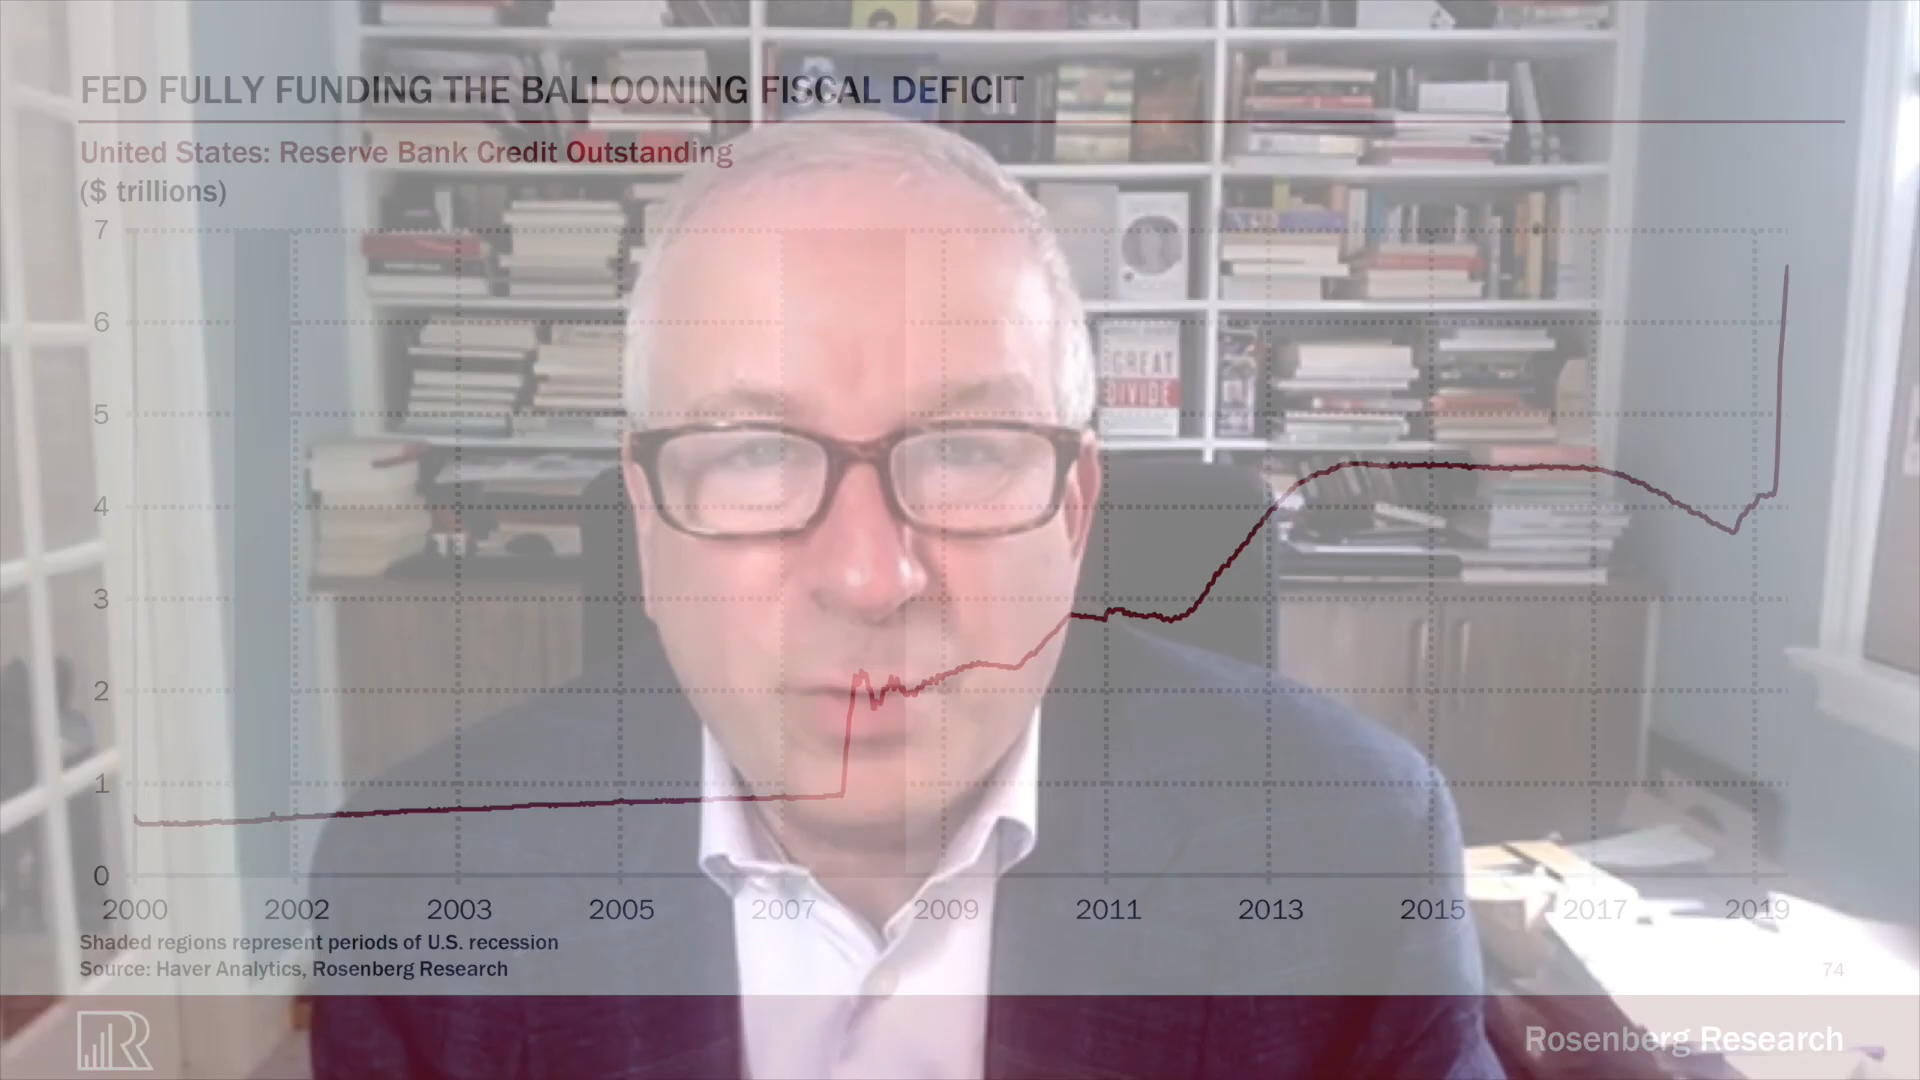 FED FULLY FUNDING THE BALLOONING FISCAL DEFICIT
United States: Reserve Bank Credit Outstanding
($ trillions)
7
6
5
4
3
2
1
0
2000 2002 2003 2005 2007 2009 2011 2013 2015 2017 2019
Shaded regions represent periods of U.S. recession
Source: Haver Analytics, Rosenberg Research
74
R
Rosenberg Research
GREAT
DIVIDE